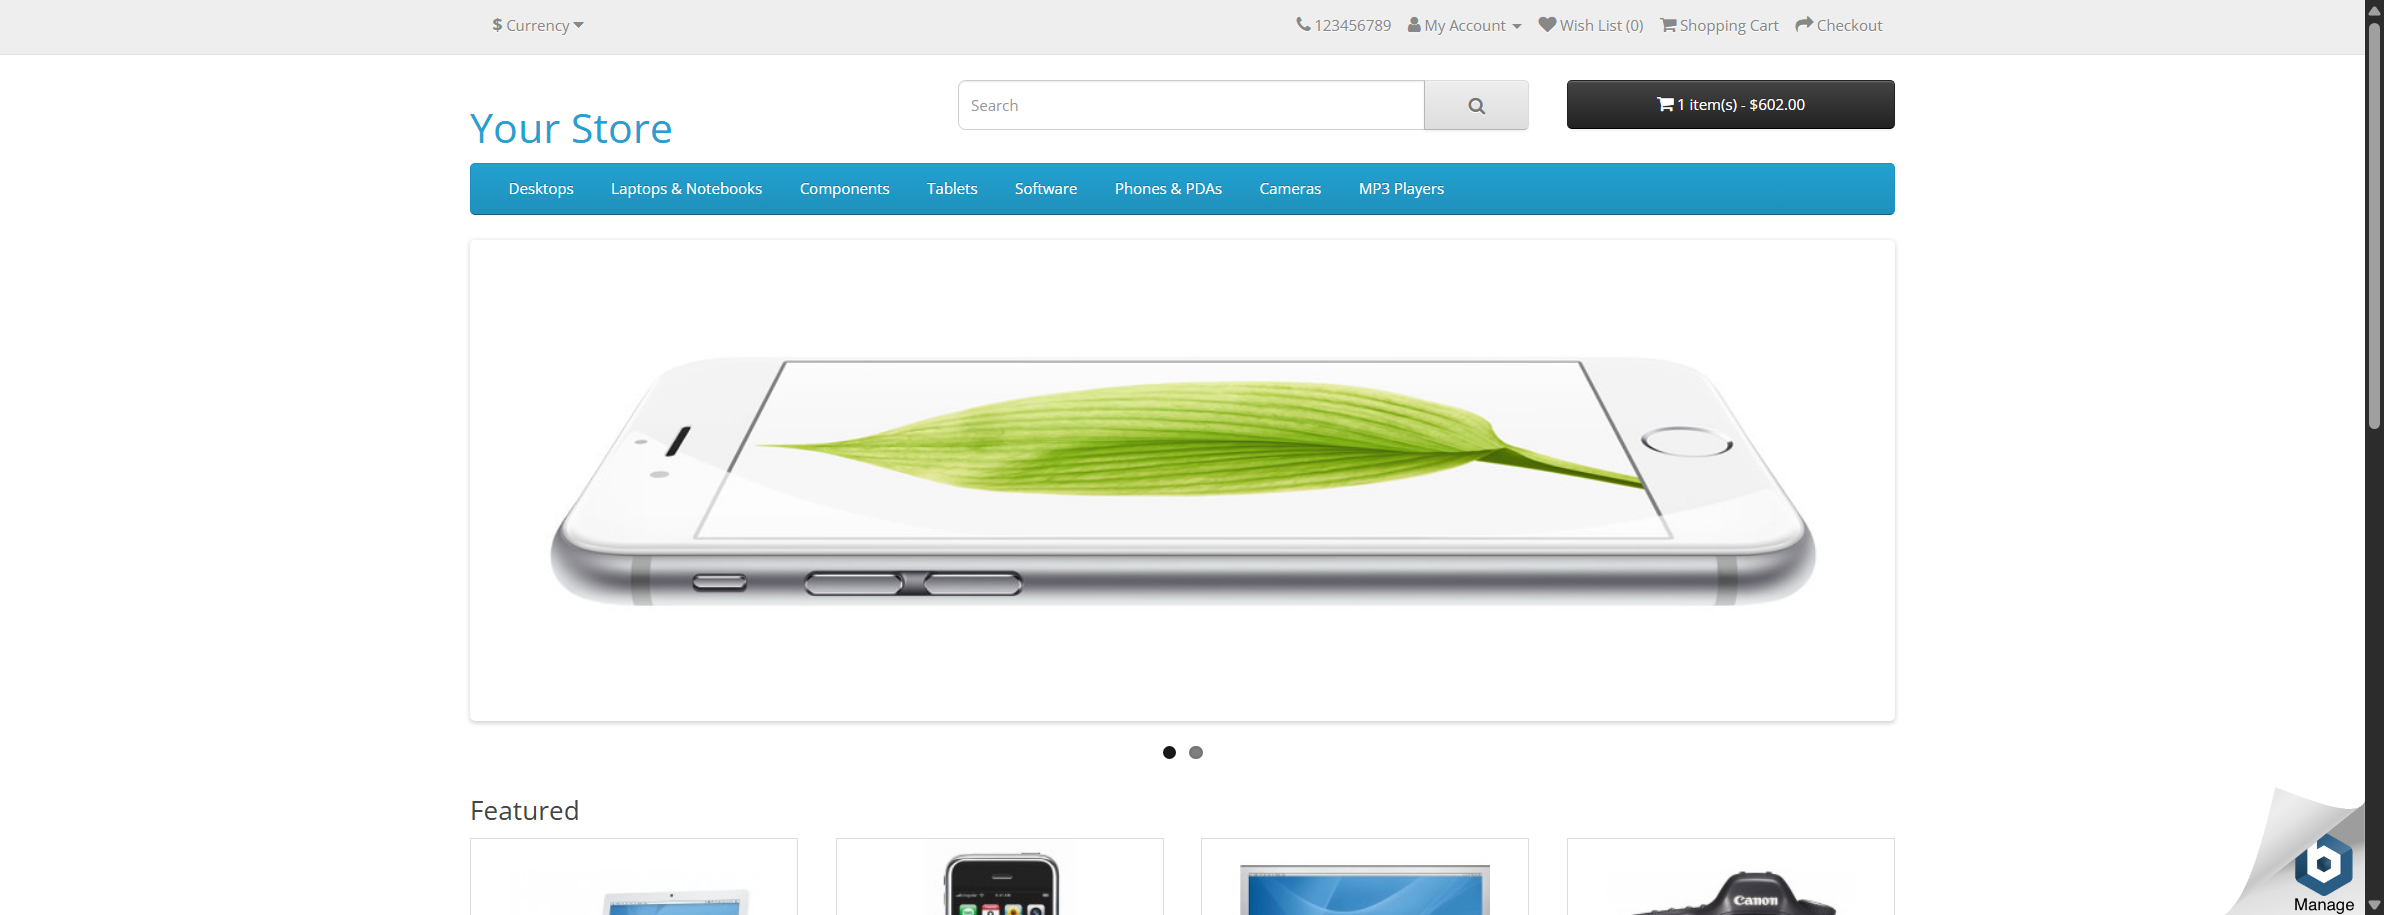 $ Currency
123456789 My Account Wish List (0) Shopping Cart Checkout
Your Store
Search
1 item(s) - $602.00
Desktops Laptops & Notebooks Components Tablets Software Phones & PDAs Cameras MP3 Players
Featured
Canon
Manage